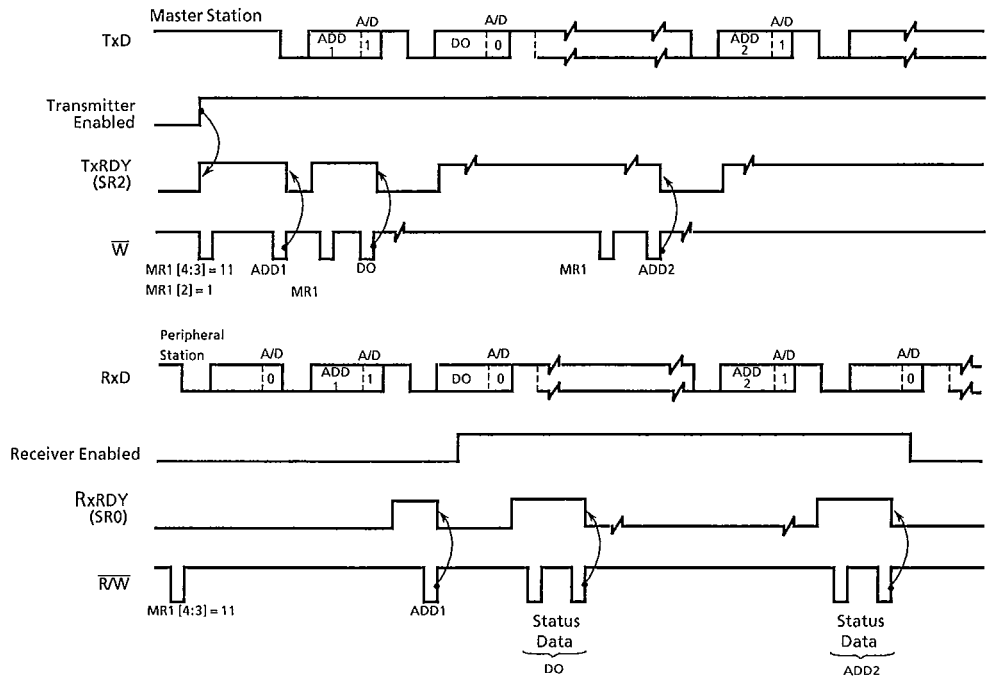 Master Station
A/D A/D A/D
TxD ADD 1 1 DO 0 ADD 2 1
Transmitter Enabled
TxRDY (SR2)
W
MR1 [4:3] = 11 ADD1 DO MR1 ADD2
MR1 [2] = 1 MR1
Peripheral Station
A/D A/D A/D A/D A/D
RxD 0 ADD 1 1 DO 0 ADD 2 1 0
Receiver Enabled
RxRDY (SR0)
R/W
MR1 [4:3] = 11 ADD1
Status Data Status Data
DO ADD2